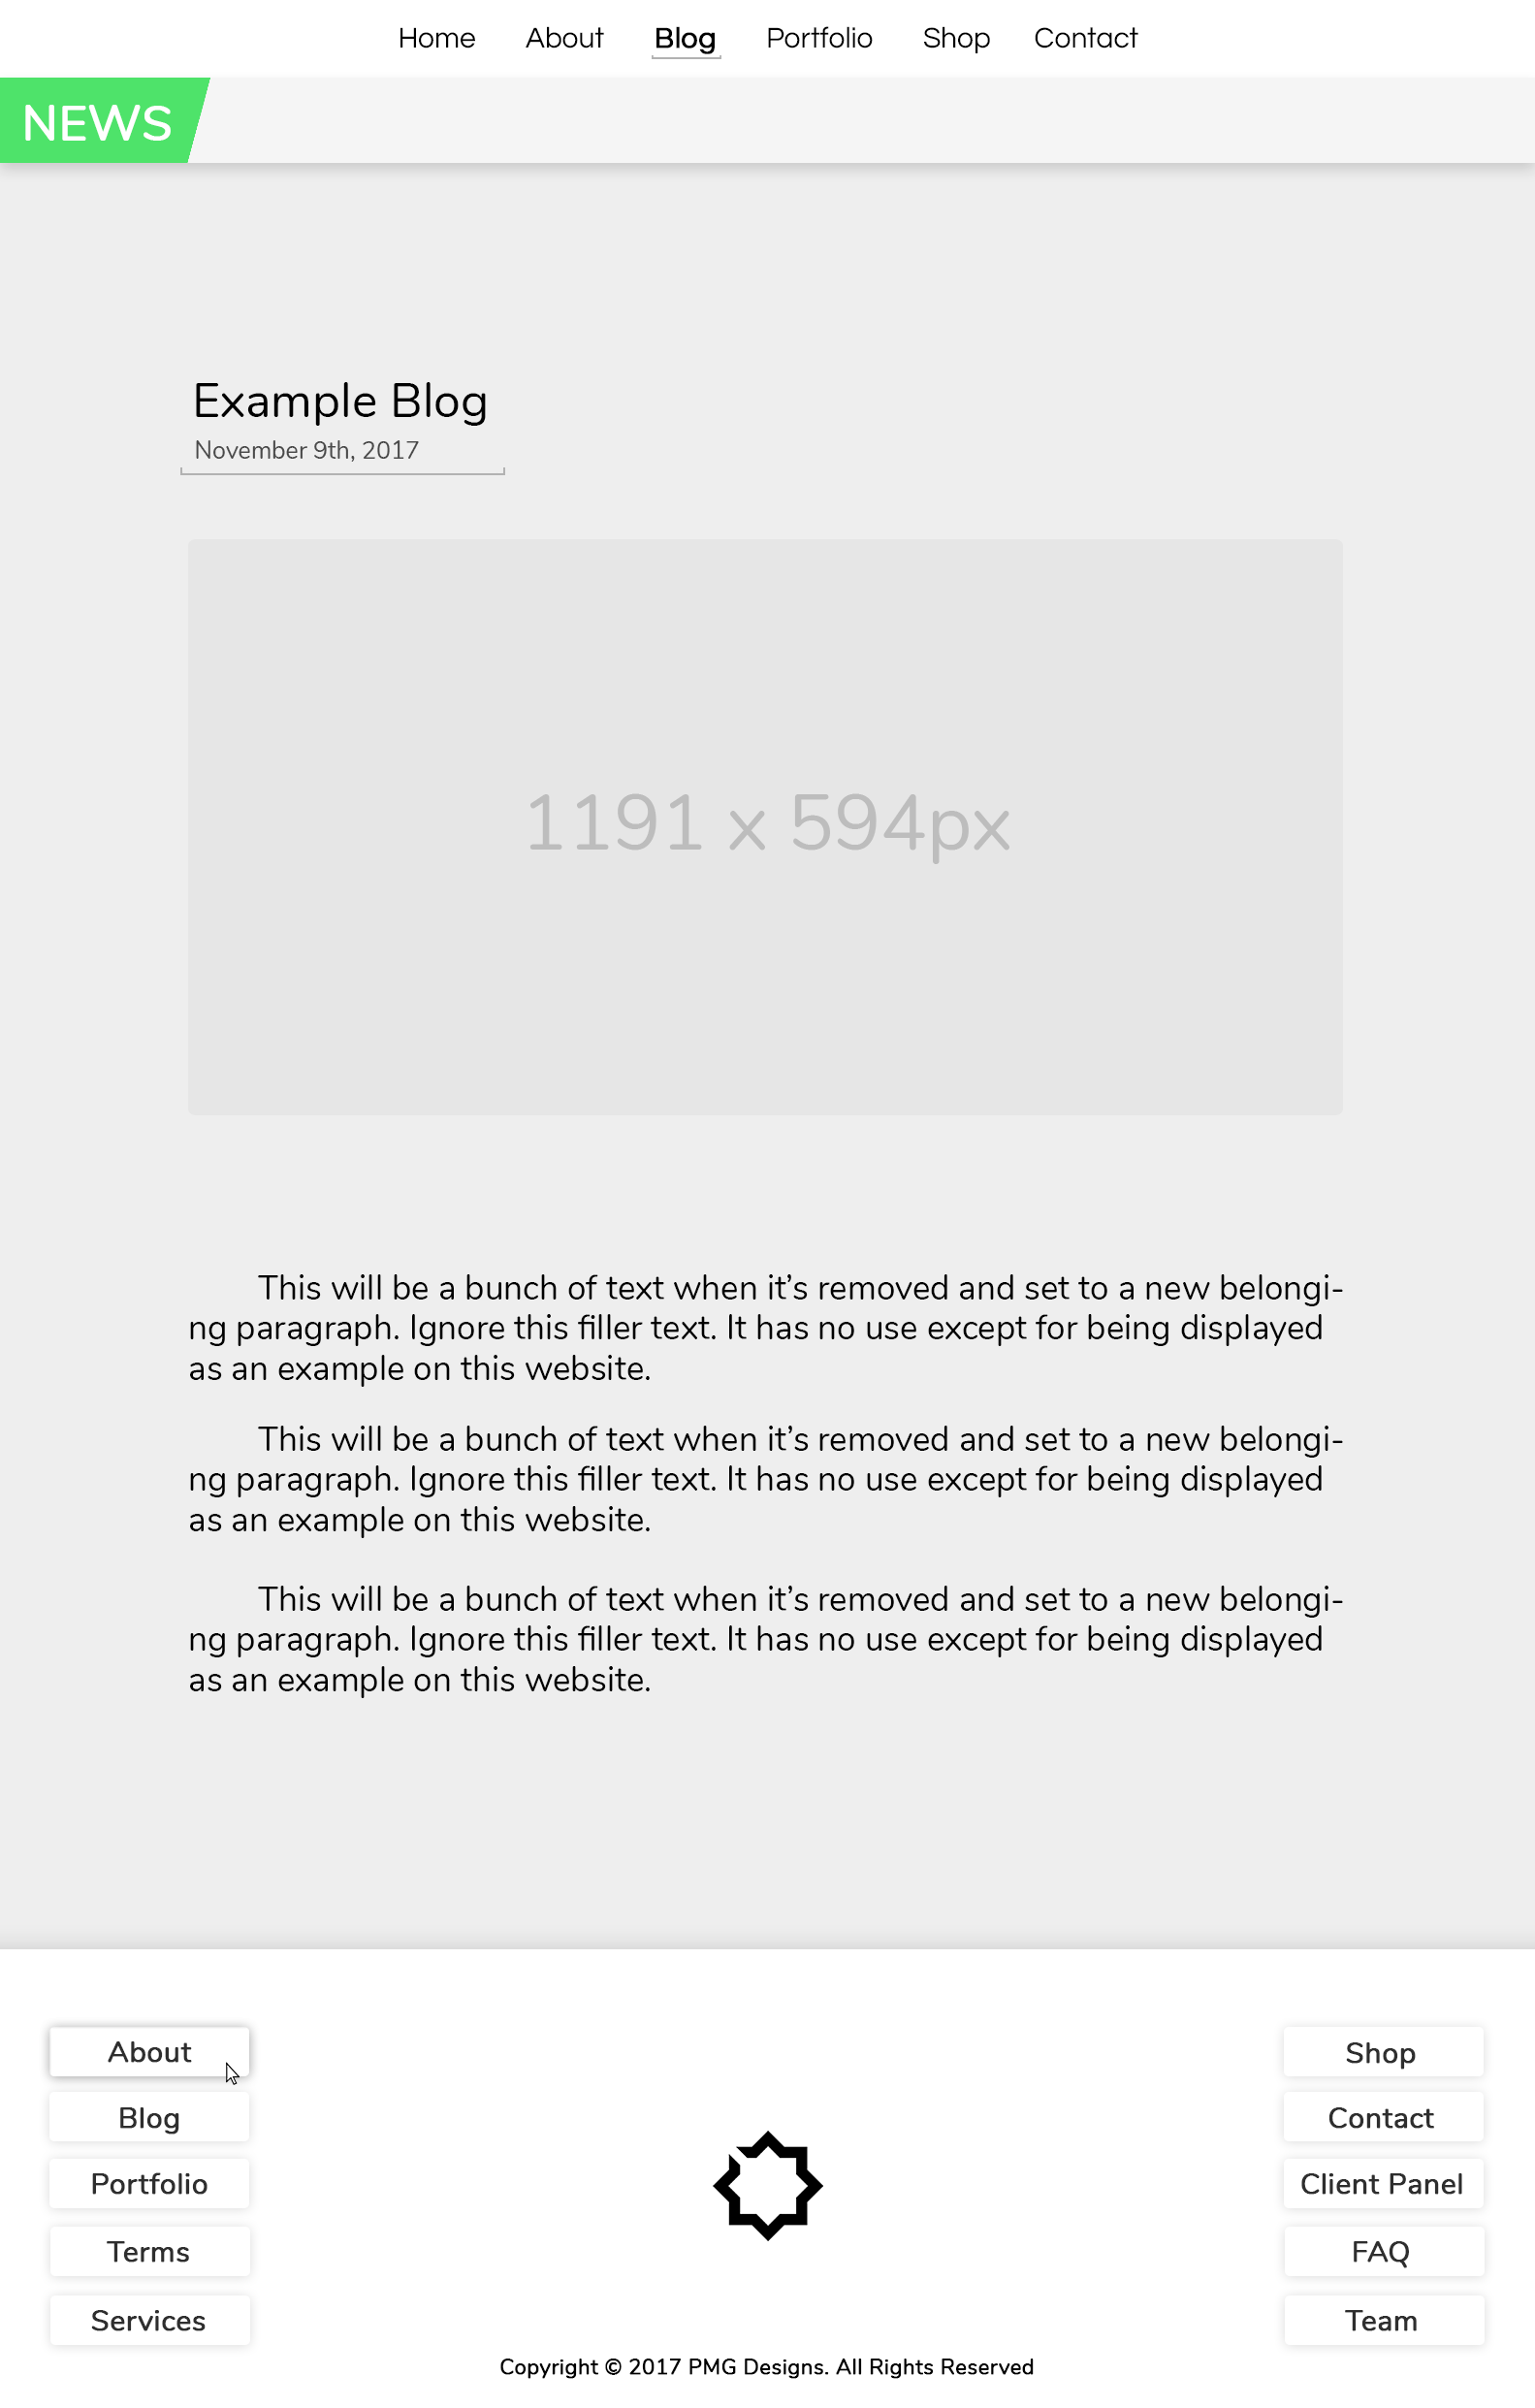 Home About Blog Portfolio Shop Contact
NEWS
Example Blog
November 9th, 2017
1191 x 594px
This will be a bunch of text when it’s removed and set to a new belongi-
ng paragraph. Ignore this filler text. It has no use except for being displayed
as an example on this website.
This will be a bunch of text when it’s removed and set to a new belongi-
ng paragraph. Ignore this filler text. It has no use except for being displayed
as an example on this website.
This will be a bunch of text when it’s removed and set to a new belongi-
ng paragraph. Ignore this filler text. It has no use except for being displayed
as an example on this website.
About
Blog
Portfolio
Terms
Services
Shop
Contact
Client Panel
FAQ
Team
Copyright © 2017 PMG Designs. All Rights Reserved